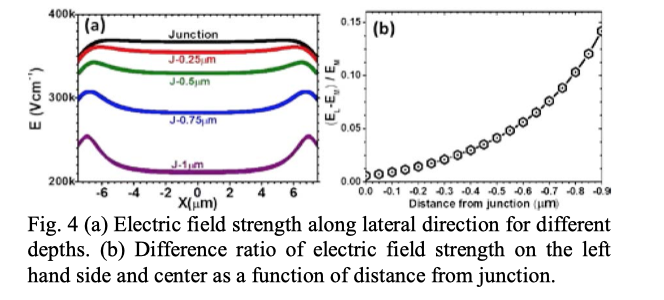 400k
(a)
Junction
J-0.25μm
J-0.5μm
300k
J-0.75μm
J-1μm
200k
E (Vcm⁻¹)
-6 -4 -2 0 2 4 6
X(μm)
0.15
(b)
0.10
0.05
0.00
(E_L-E_M) / E_M
0.0 -0.1 -0.2 -0.3 -0.4 -0.5 -0.6 -0.7 -0.8 -0.9
Distance from junction (μm)
Fig. 4 (a) Electric field strength along lateral direction for different
depths. (b) Difference ratio of electric field strength on the left
hand side and center as a function of distance from junction.